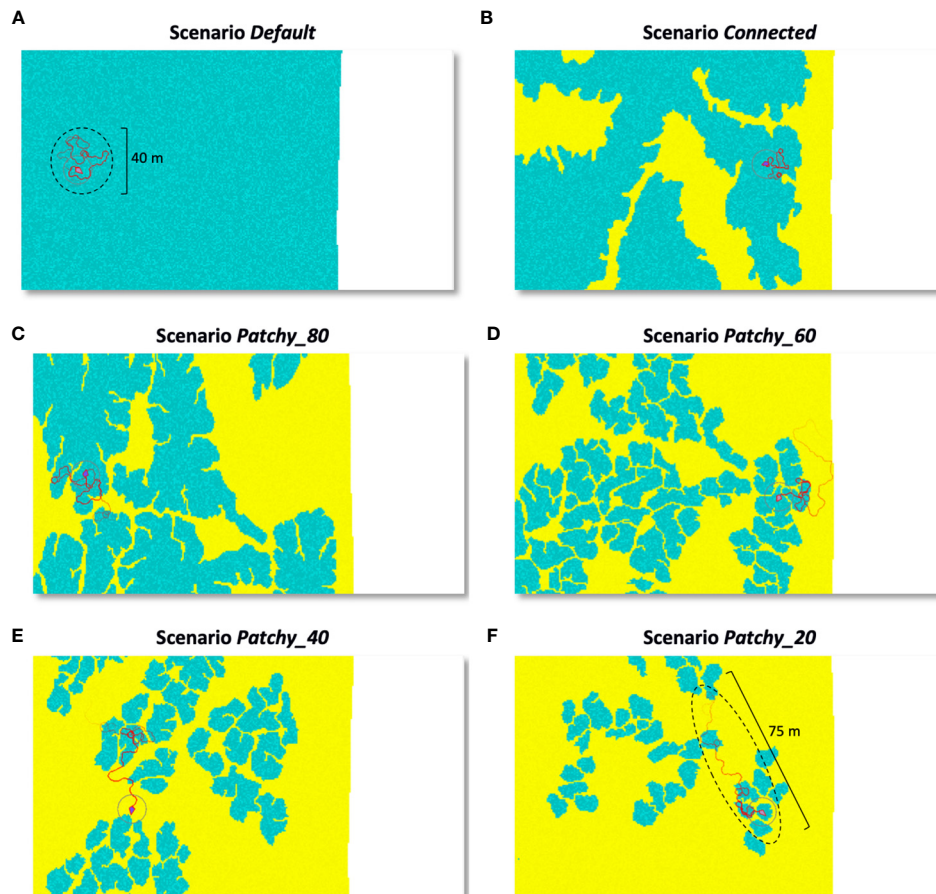 A
Scenario Default
40 m
B
Scenario Connected
C
Scenario Patchy_80
D
Scenario Patchy_60
E
Scenario Patchy_40
F
Scenario Patchy_20
75 m